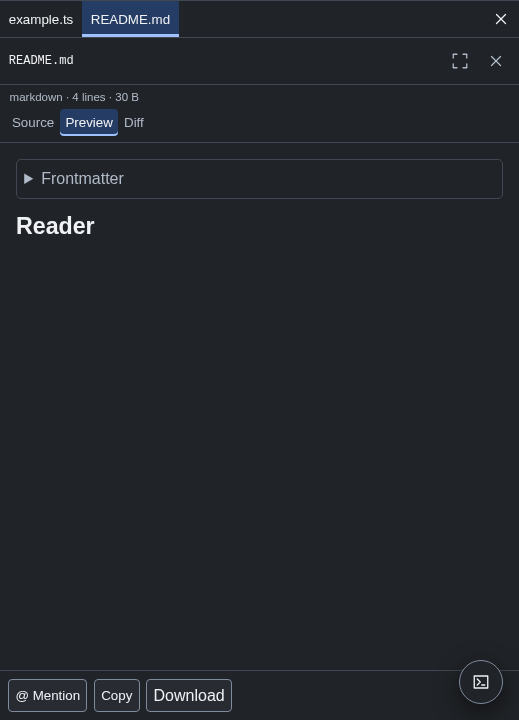 example.ts README.md
README.md
markdown · 4 lines · 30 B
Source Preview Diff
Frontmatter
Reader
@ Mention Copy Download